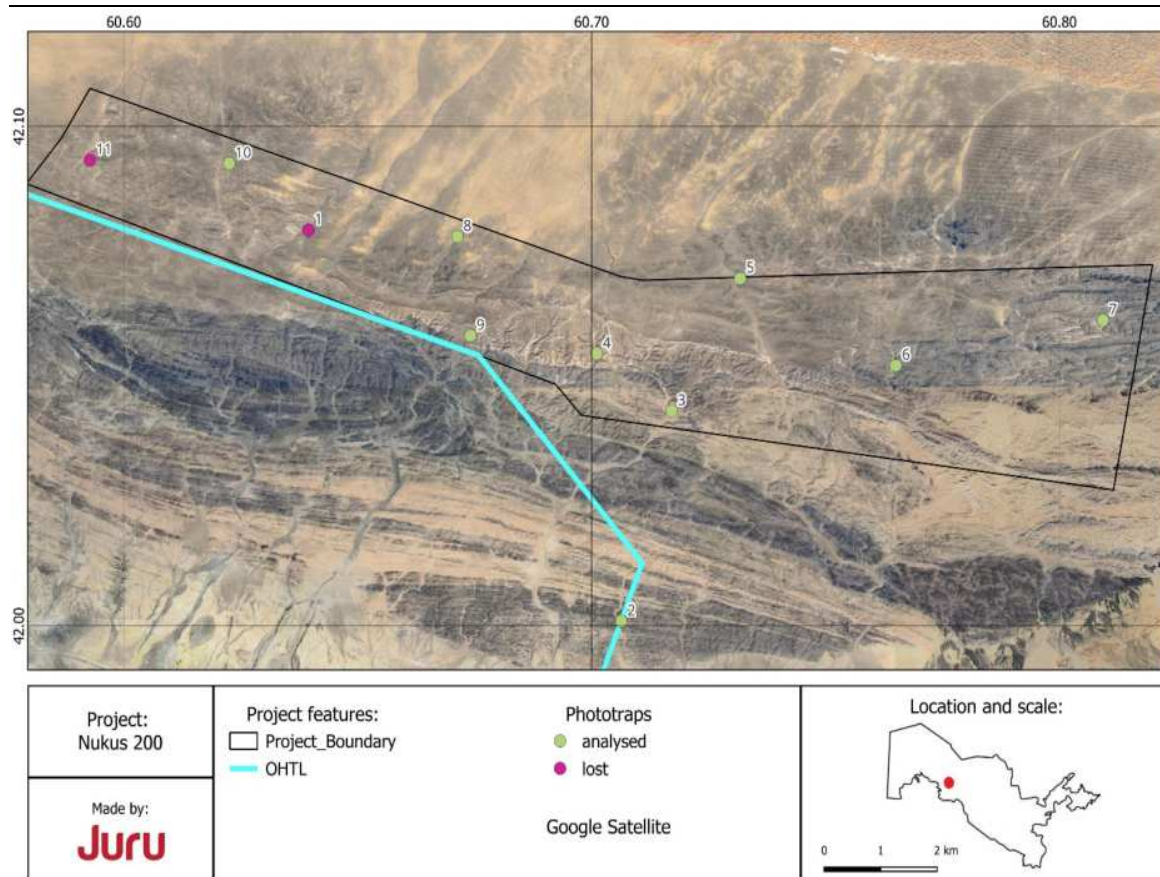 60.60
60.70
60.80
42.10
11
10
1
8
5
7
9
4
6
3
42.00
2
Project:
Nukus 200
Made by:
Juru
Project features:
Project_Boundary
OHTL
Phototraps
analysed
lost
Google Satellite
Location and scale:
0 1 2 km